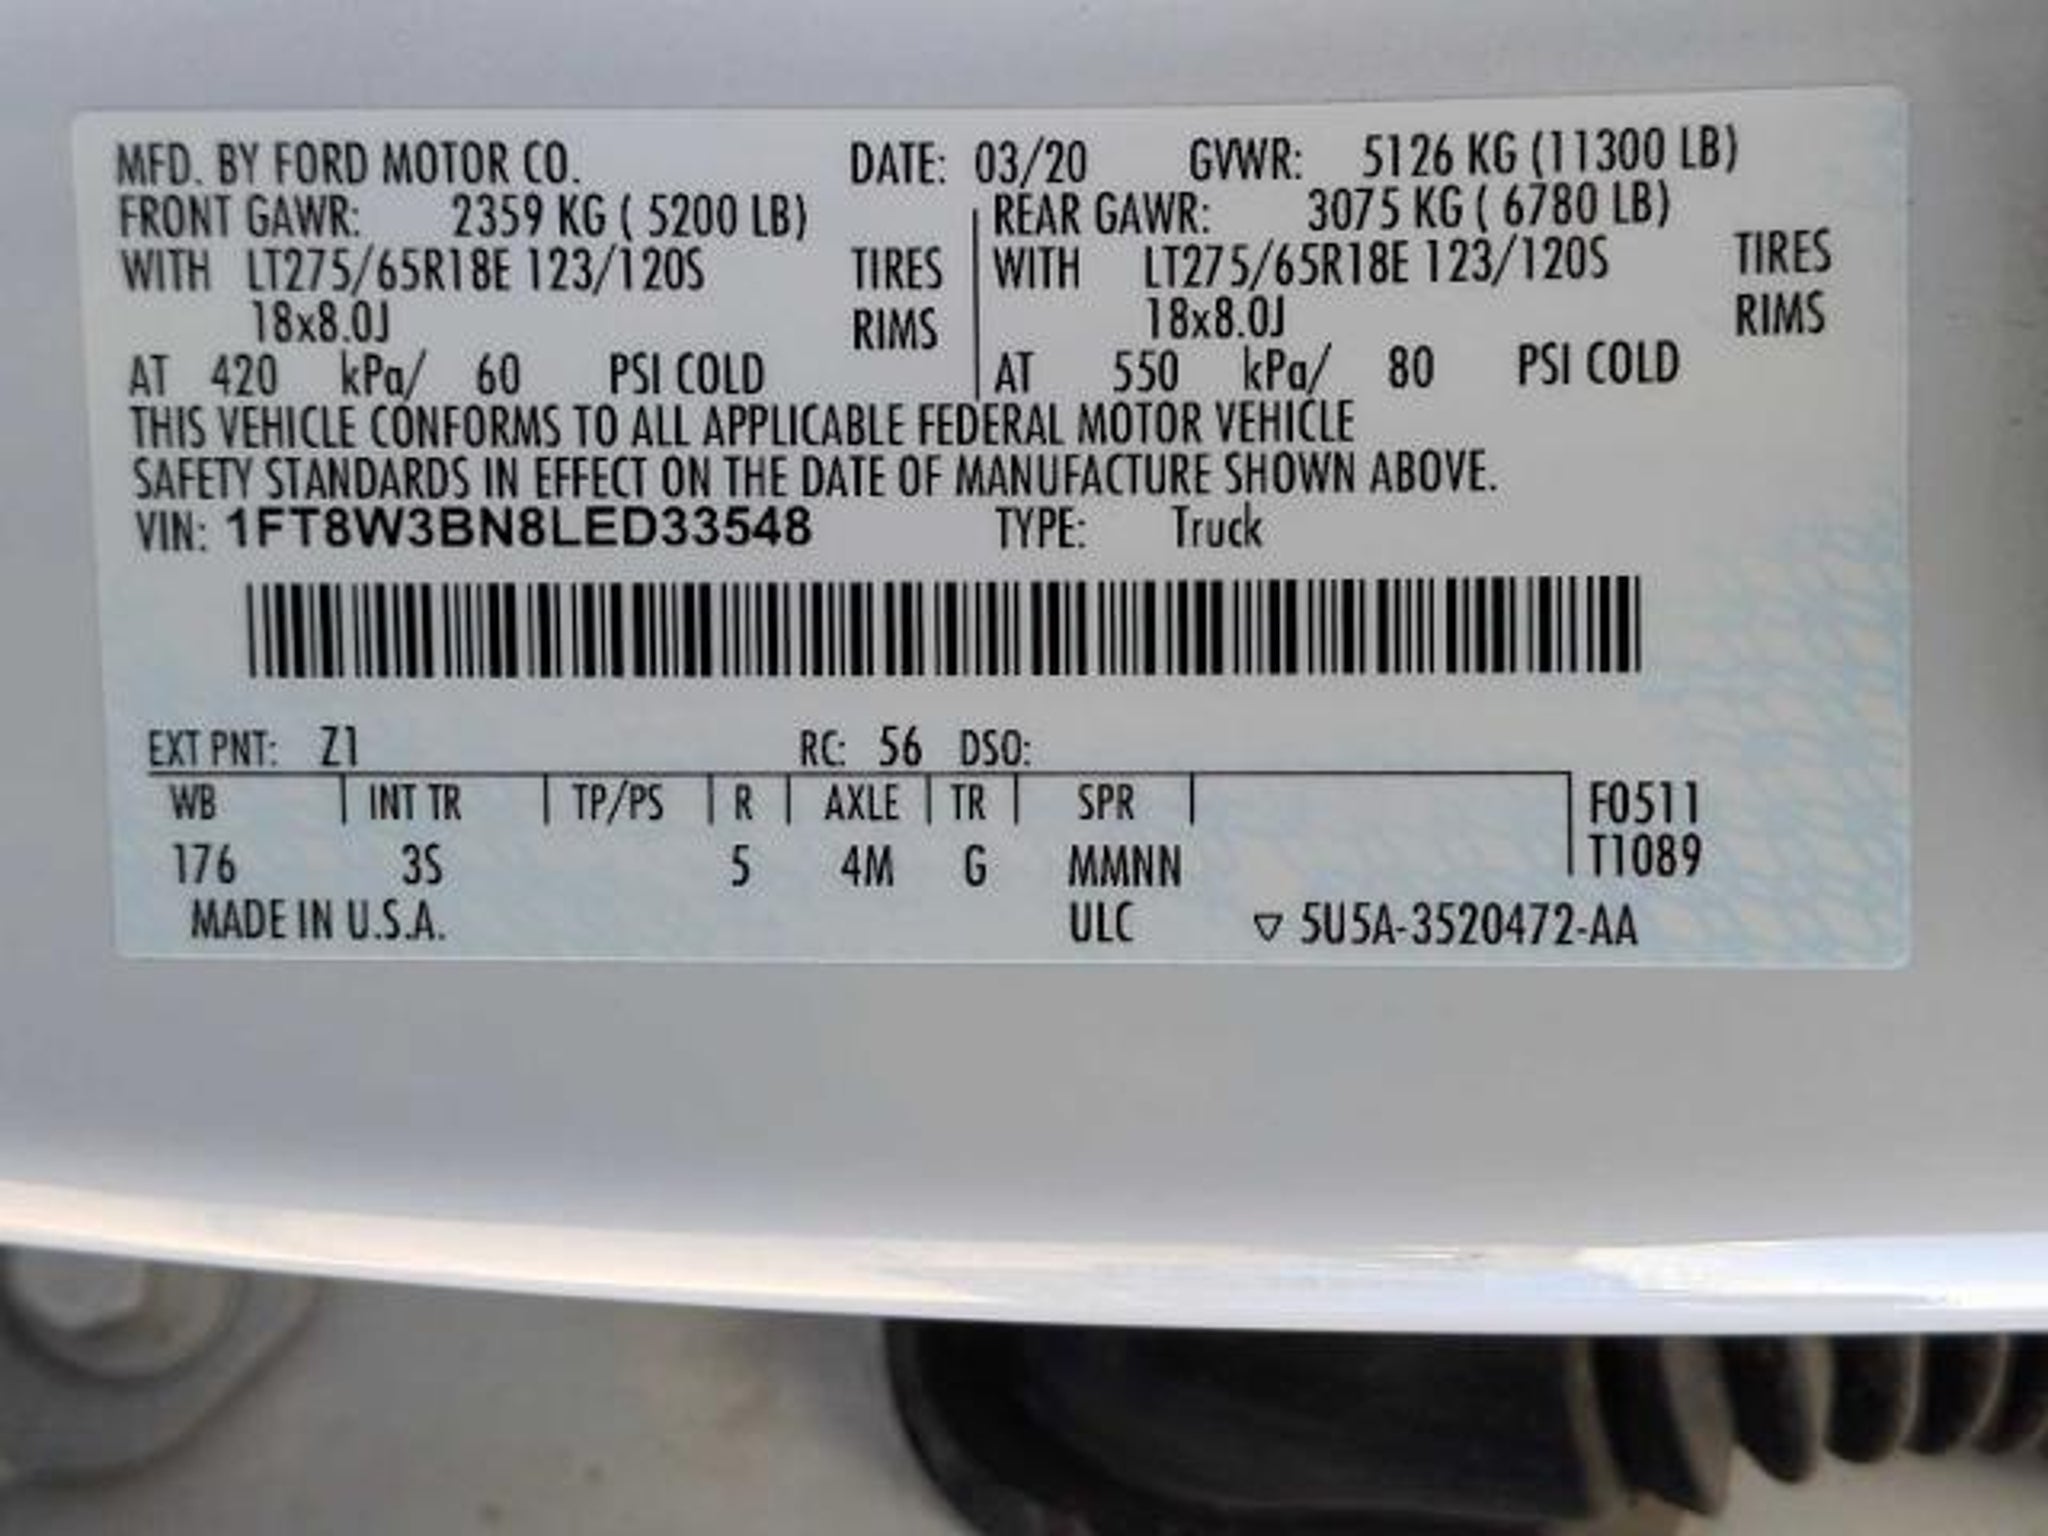 MFD. BY FORD MOTOR CO. DATE: 03/20 GVWR: 5126 KG (11300 LB)
FRONT GAWR: 2359 KG ( 5200 LB) REAR GAWR: 3075 KG ( 6780 LB)
WITH LT275/65R18E 123/120S TIRES WITH LT275/65R18E 123/120S TIRES
18x8.0J RIMS 18x8.0J RIMS
AT 420 kPa/ 60 PSI COLD AT 550 kPa/ 80 PSI COLD
THIS VEHICLE CONFORMS TO ALL APPLICABLE FEDERAL MOTOR VEHICLE
SAFETY STANDARDS IN EFFECT ON THE DATE OF MANUFACTURE SHOWN ABOVE.
VIN: 1FT8W3BN8LED33548 TYPE: Truck
EXT PNT: Z1 RC: 56 DSO:
WB INT TR TP/PS R AXLE TR SPR F0511
T1089
176 3S 5 4M G MMNN
MADE IN U.S.A. ULC ▽ 5U5A-3520472-AA